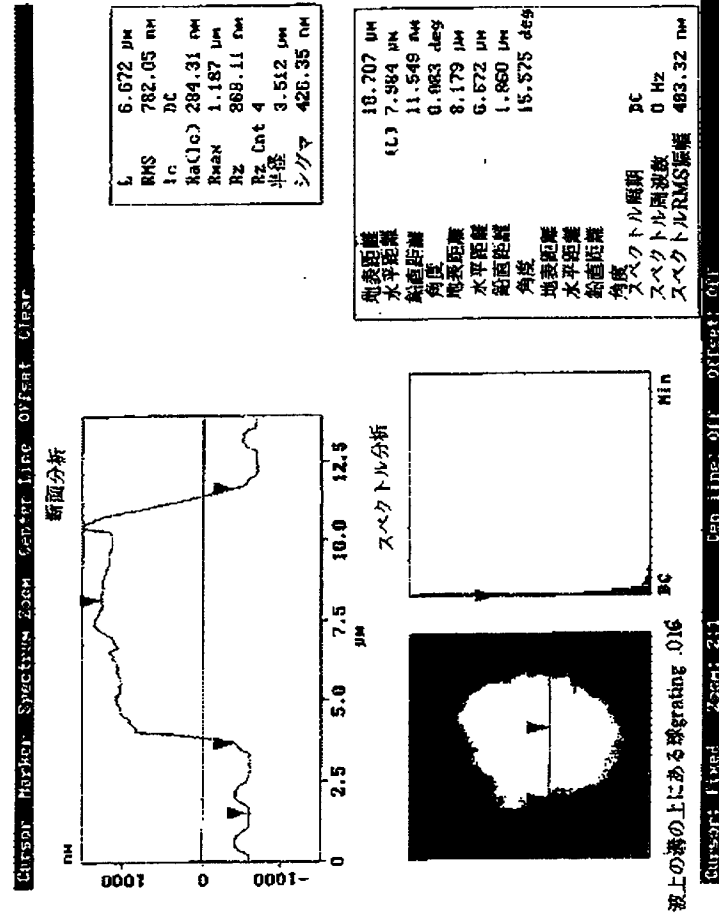 Cursor Marker Spectrum Zoom Center Line Offset Clear
断面分析
nM
1000
0
-1000
0
2.5
5.0
7.5
10.0
12.5
µM
L 6.672 µM
RMS 782.05 nM
lc DC
Ra(lc) 284.31 nM
Rmax 1.187 µM
Rz 868.11 nM
Rz Cnt 4
半径 3.512 µM
シグマ 426.35 nM
スペクトル分析
DC
Min
地表距離 18.707 µM
水平距離 (L) 7.984 µM
鉛直距離 11.549 nM
角度 0.083 deg
地表距離 8.179 µM
水平距離 6.672 µM
鉛直距離 1.860 µM
角度 15.575 deg
地表距離
水平距離
鉛直距離
角度
スペクトル周期 DC
スペクトル周波数 0 Hz
スペクトルRMS振幅 483.32 nM
波上の溝の上にある球grating .016
Cursor: fixed Zoom: 2:1 Cen line: Off Offset: Off